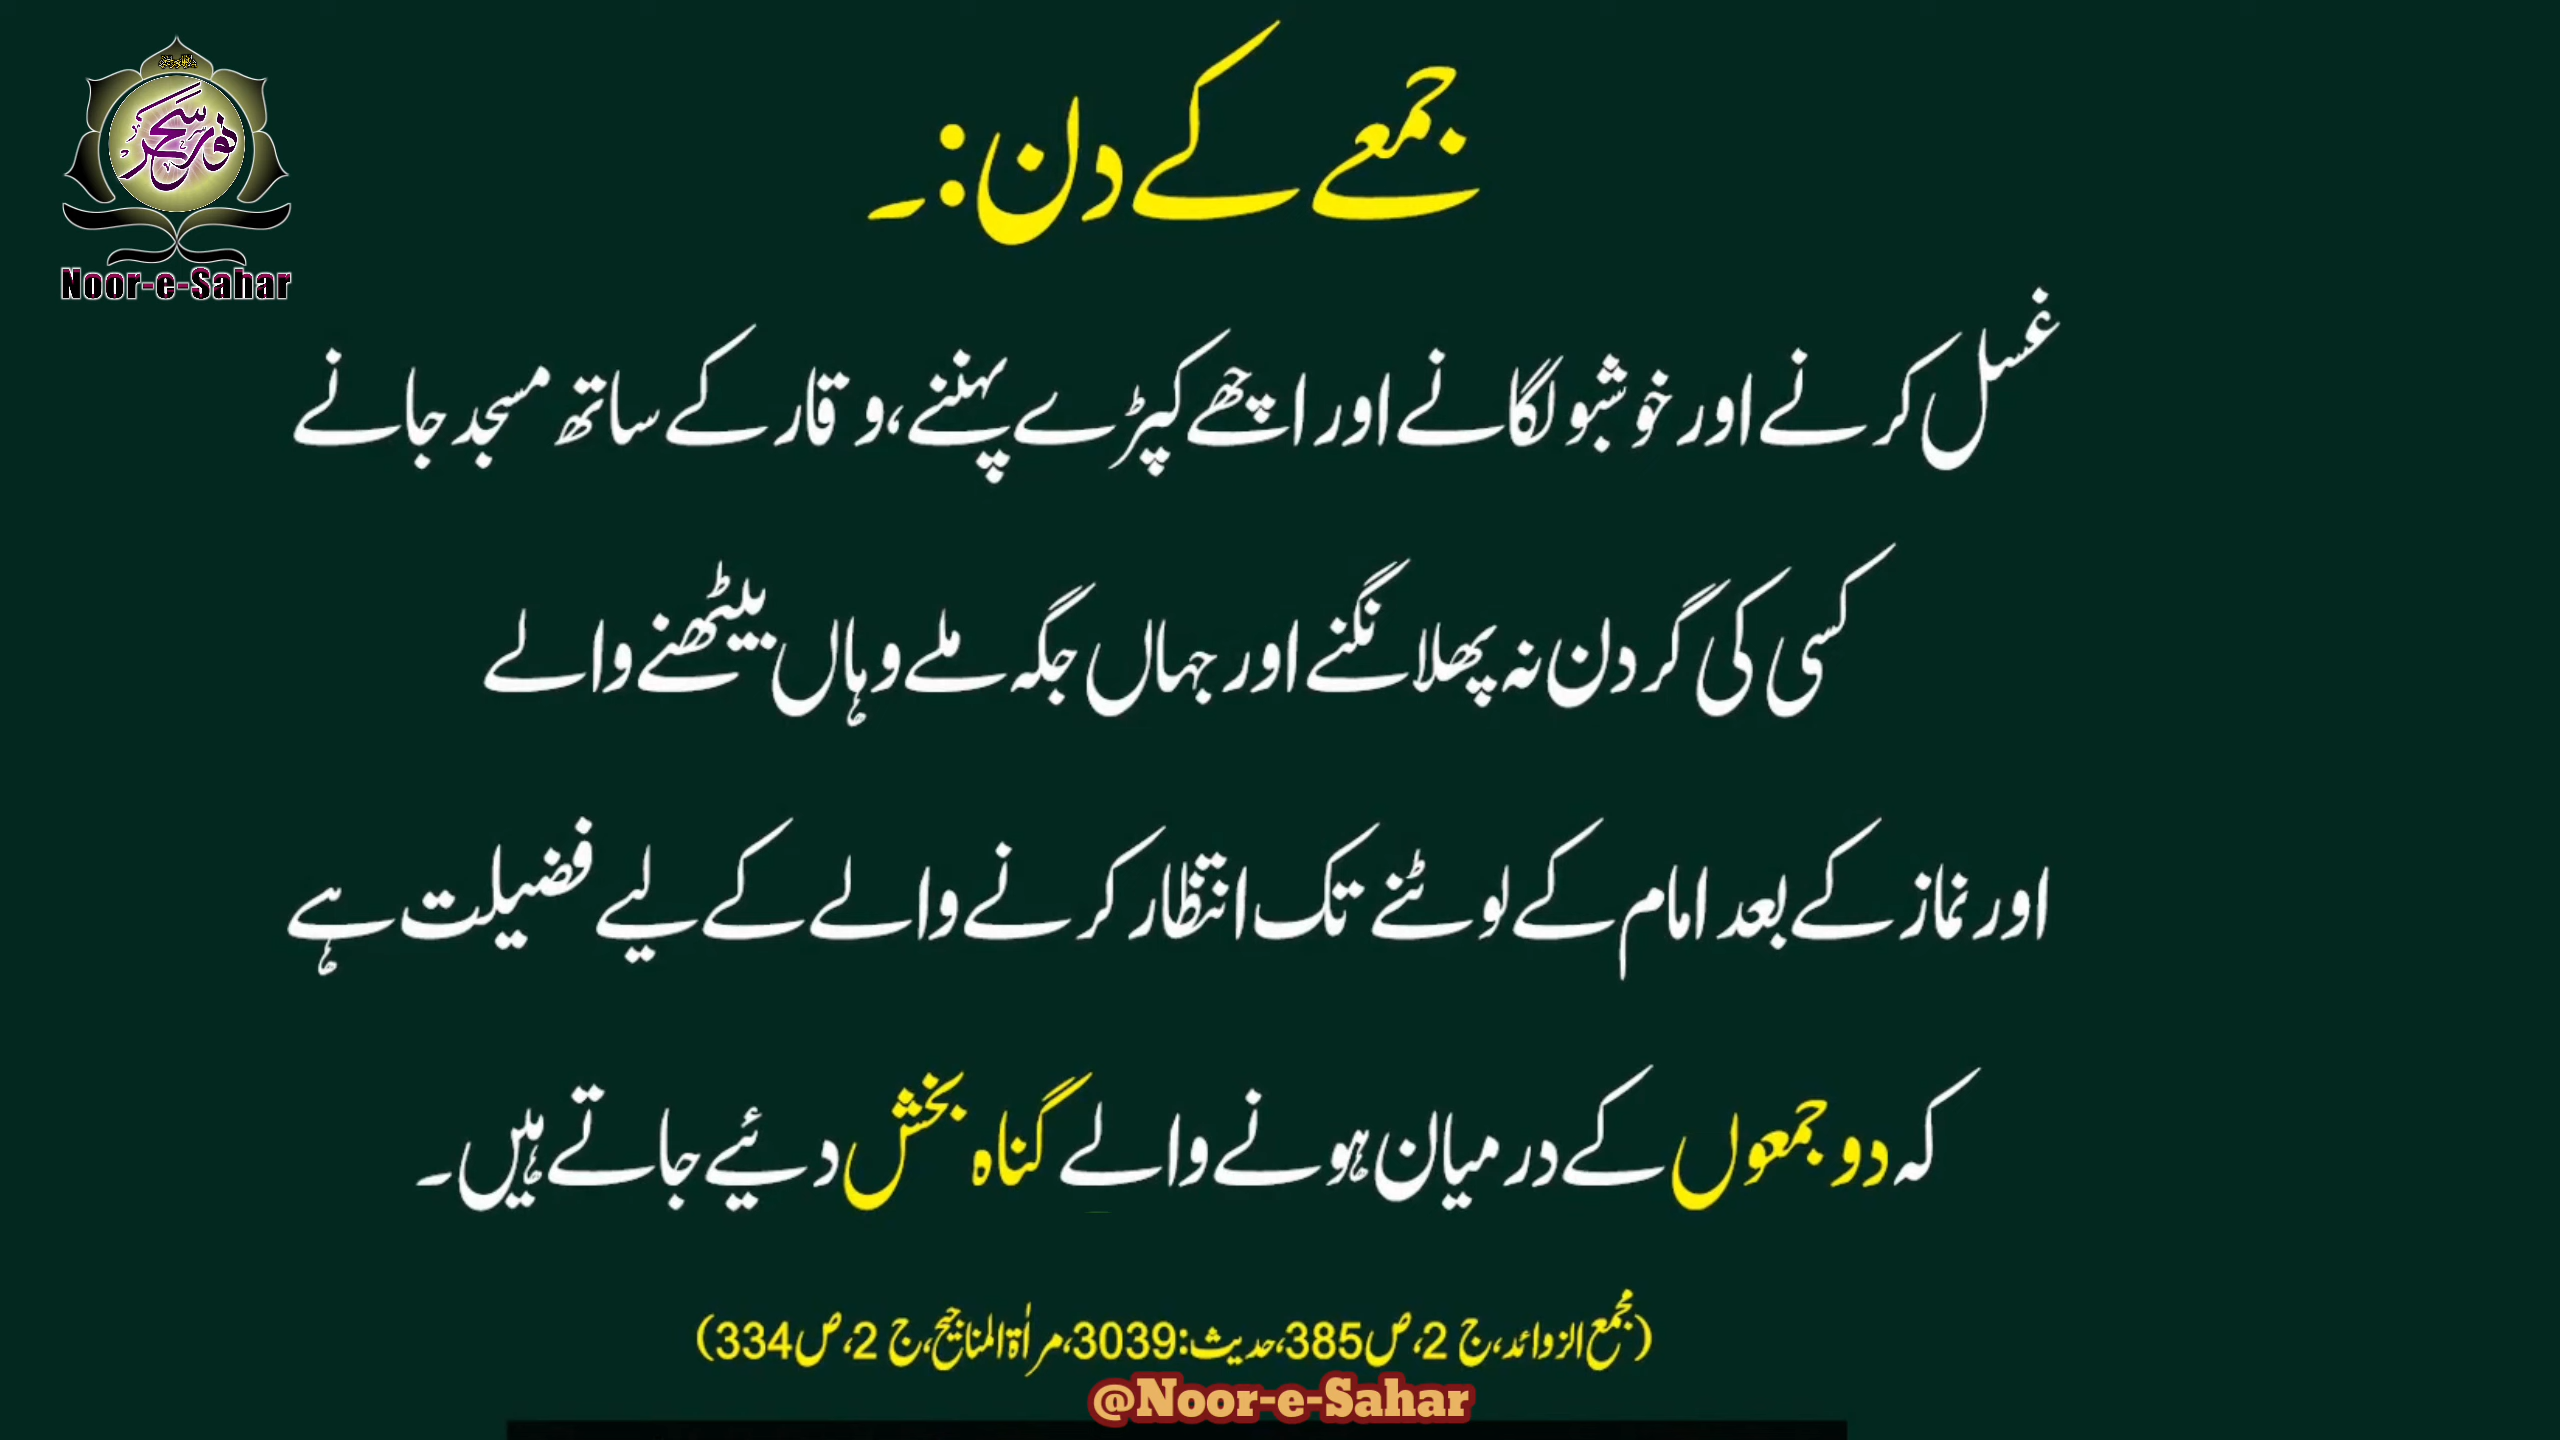 نور سحر
Noor-e-Sahar
جمعے کے دن:۔
غسل کرنے اور خوشبو لگانے اور اچھے کپڑے پہننے، وقار کے ساتھ مسجد جانے
کسی کی گردن نہ پھلانگنے اور جہاں جگہ ملے وہاں بیٹھنے والے
اور نماز کے بعد امام کے لوٹنے تک انتظار کرنے والے کے لیے فضیلت ہے
کہ دو جمعوں کے درمیان ہونے والے گناہ بخش دئیے جاتے ہیں۔
(مجمع الزوائد، ج 2، ص385، حدیث:3039، مراٰۃ المناجیح، ج 2، ص334)
@Noor-e-Sahar